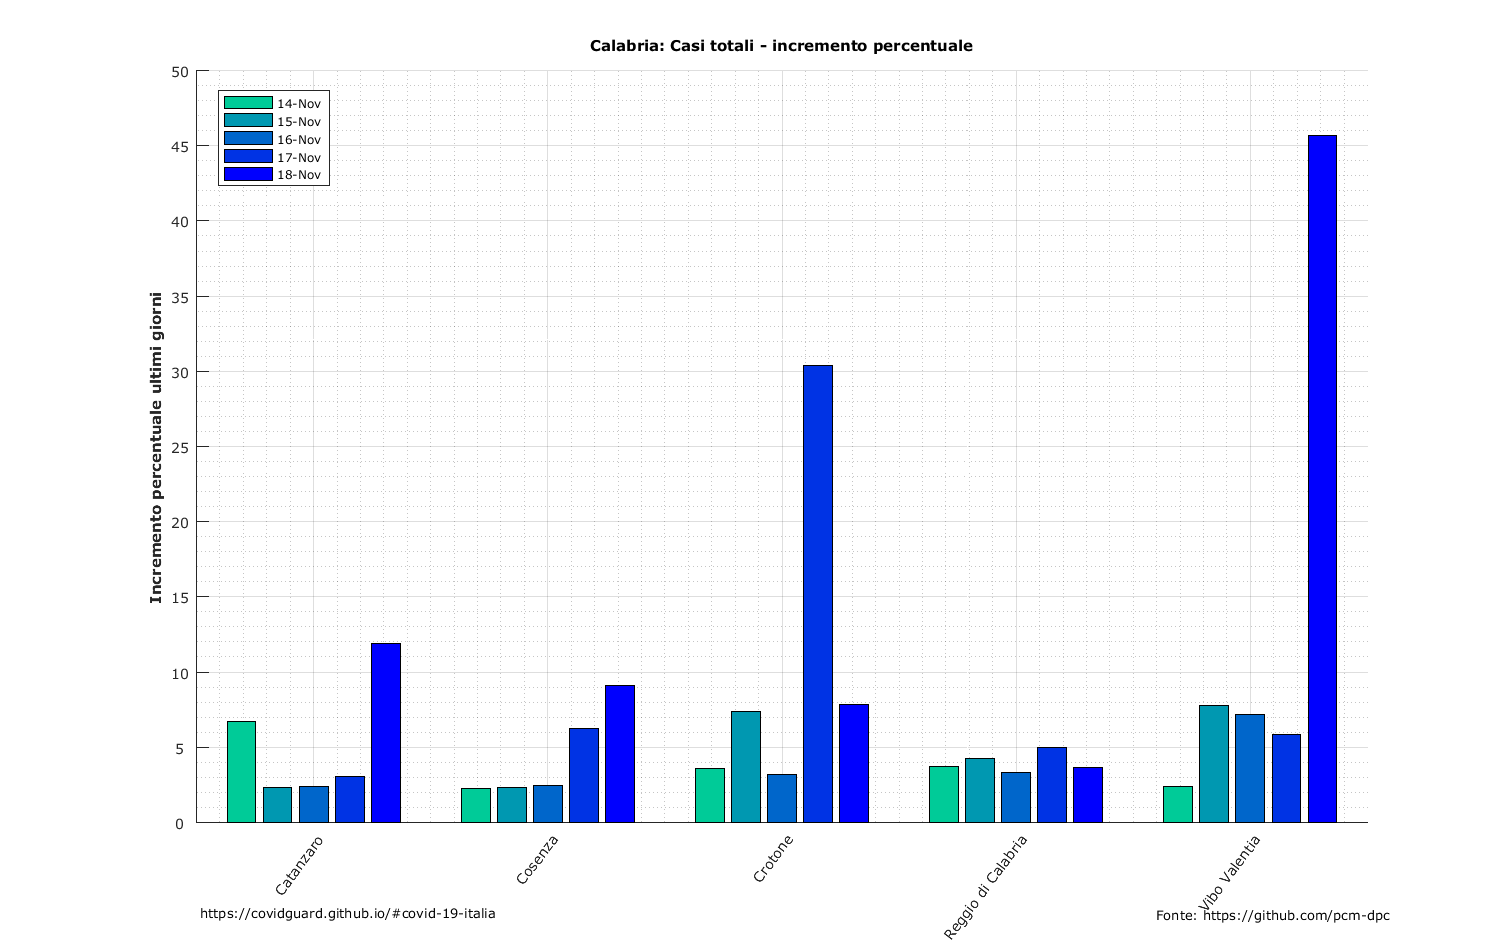 Calabria: Casi totali - incremento percentuale
Incremento percentuale ultimi giorni
50
45
40
35
30
25
20
15
10
5
0
14-Nov
15-Nov
16-Nov
17-Nov
18-Nov
Catanzaro
Cosenza
Crotone
Reggio di Calabria
Vibo Valentia
https://covidguard.github.io/#covid-19-italia
Fonte: https://github.com/pcm-dpc